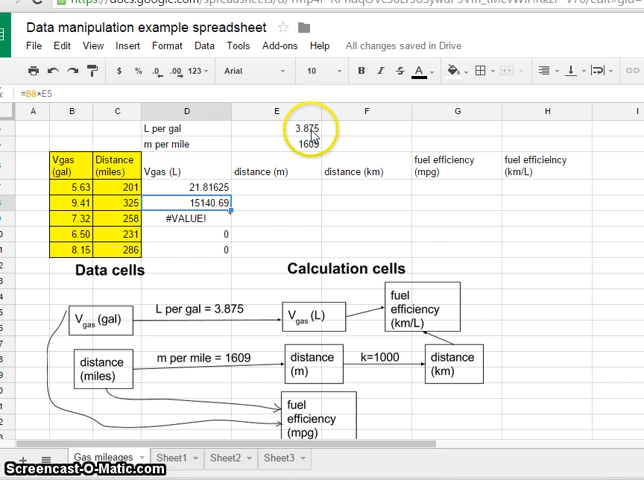 Data manipulation example spreadsheet
File Edit View Insert Format Data Tools Add-ons Help All changes saved in Drive
$ % .0 .00 123 Arial 10 B I S A
=B8*E5
A B C D E F G H I
L per gal 3.875
m per mile 1609
Vgas (gal) Distance (miles) Vgas (L) distance (m) distance (km) fuel efficiency (mpg) fuel efficieincy (km/L)
5.63 201 21.81625
9.41 325 15140.69
7.32 258 #VALUE!
6.50 231 0
8.15 286 0
Data cells Calculation cells
Vgas (gal) L per gal = 3.875 Vgas (L) fuel efficiency (km/L)
distance (miles) m per mile = 1609 distance (m) k=1000 distance (km)
fuel efficiency (mpg)
Gas mileages Sheet1 Sheet2 Sheet3
Screencast-O-Matic.com